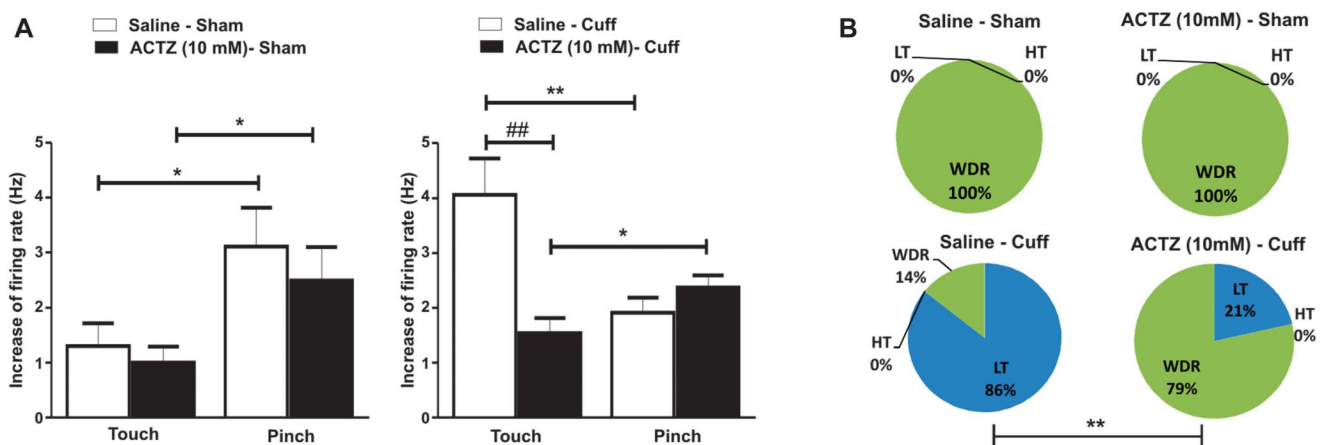 A
Saline - Sham
ACTZ (10 mM)- Sham
*
*
Increase of firing rate (Hz)
5
4
3
2
1
0
Touch
Pinch
Saline - Cuff
ACTZ (10 mM)- Cuff
**
##
*
Increase of firing rate (Hz)
5
4
3
2
1
0
Touch
Pinch
B
Saline - Sham
LT
0%
HT
0%
WDR
100%
ACTZ (10mM) - Sham
LT
0%
HT
0%
WDR
100%
Saline - Cuff
WDR
14%
HT
0%
LT
86%
ACTZ (10mM) - Cuff
LT
21%
HT
0%
WDR
79%
**